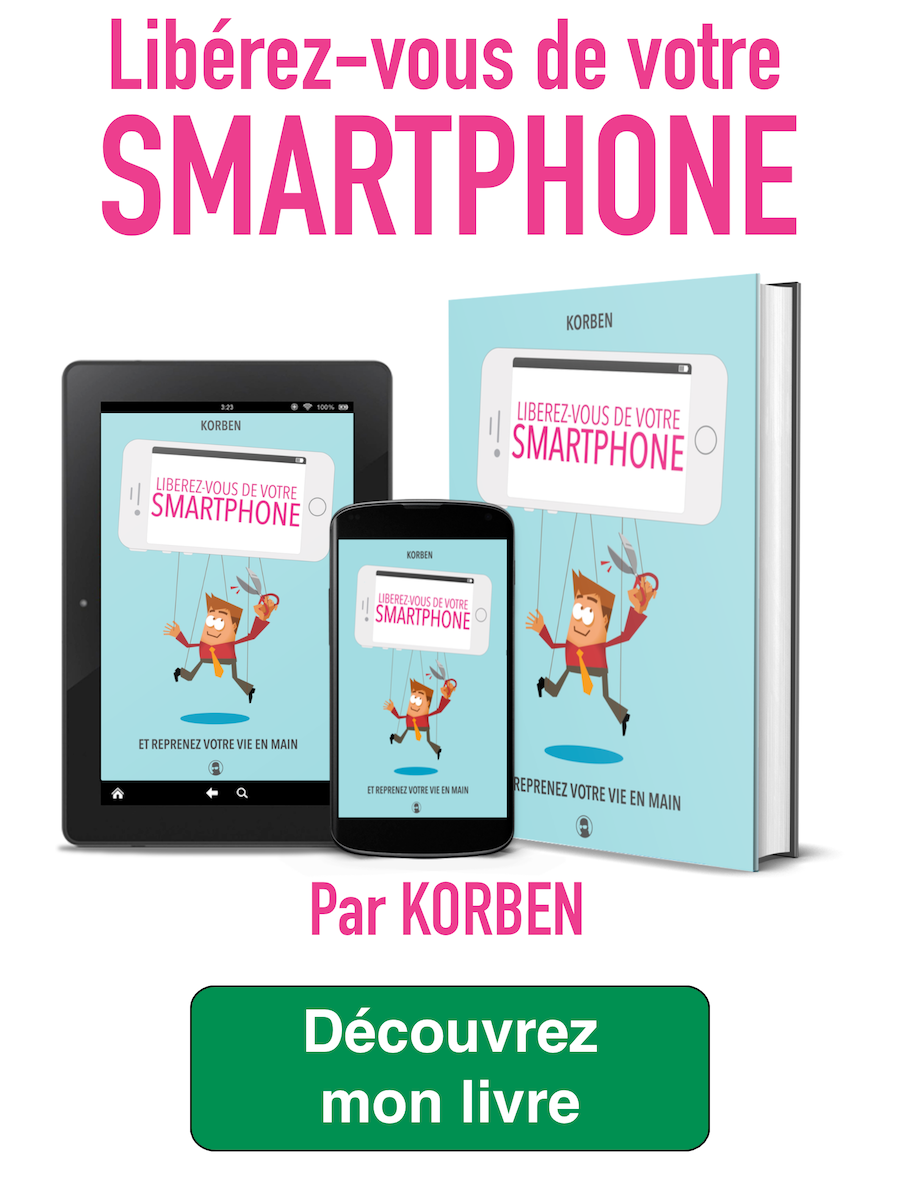 Libérez-vous de votre
SMARTPHONE
KORBEN
LIBEREZ-VOUS DE VOTRE
SMARTPHONE
REPRENEZ VOTRE VIE EN MAIN
3:23
100%
KORBEN
LIBEREZ-VOUS DE VOTRE
SMARTPHONE
ET REPRENEZ VOTRE VIE EN MAIN
KORBEN
LIBEREZ-VOUS DE VOTRE
SMARTPHONE
ET REPRENEZ VOTRE VIE EN MAIN
Par KORBEN
Découvrez
mon livre